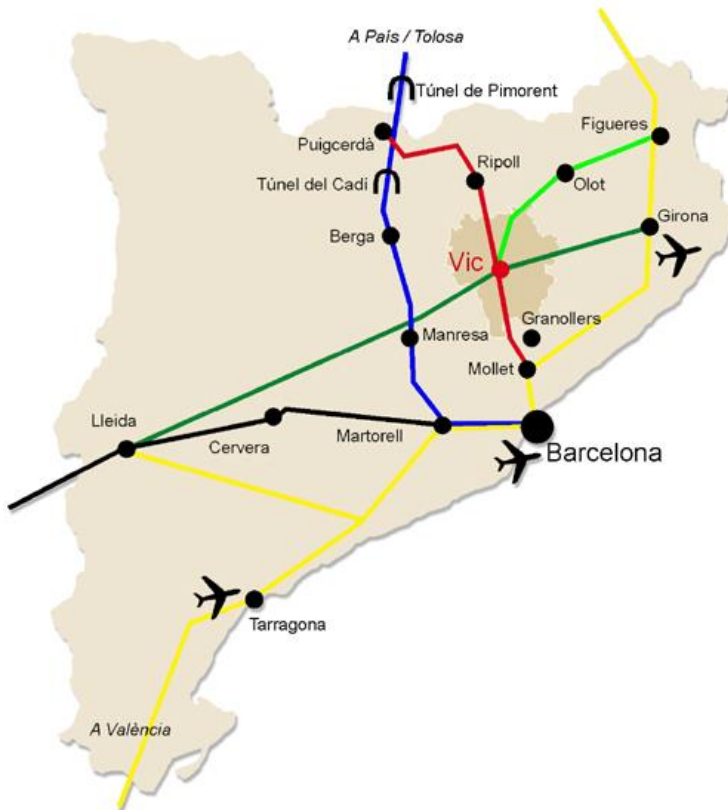 A País / Tolosa
Túnel de Pimorent
Figueres
Puigcerdà
Ripoll
Túnel del Cadi
Olot
Girona
Berga
Vic
Granollers
Manresa
Mollet
Lleida
Cervera
Martorell
Barcelona
Tarragona
A València